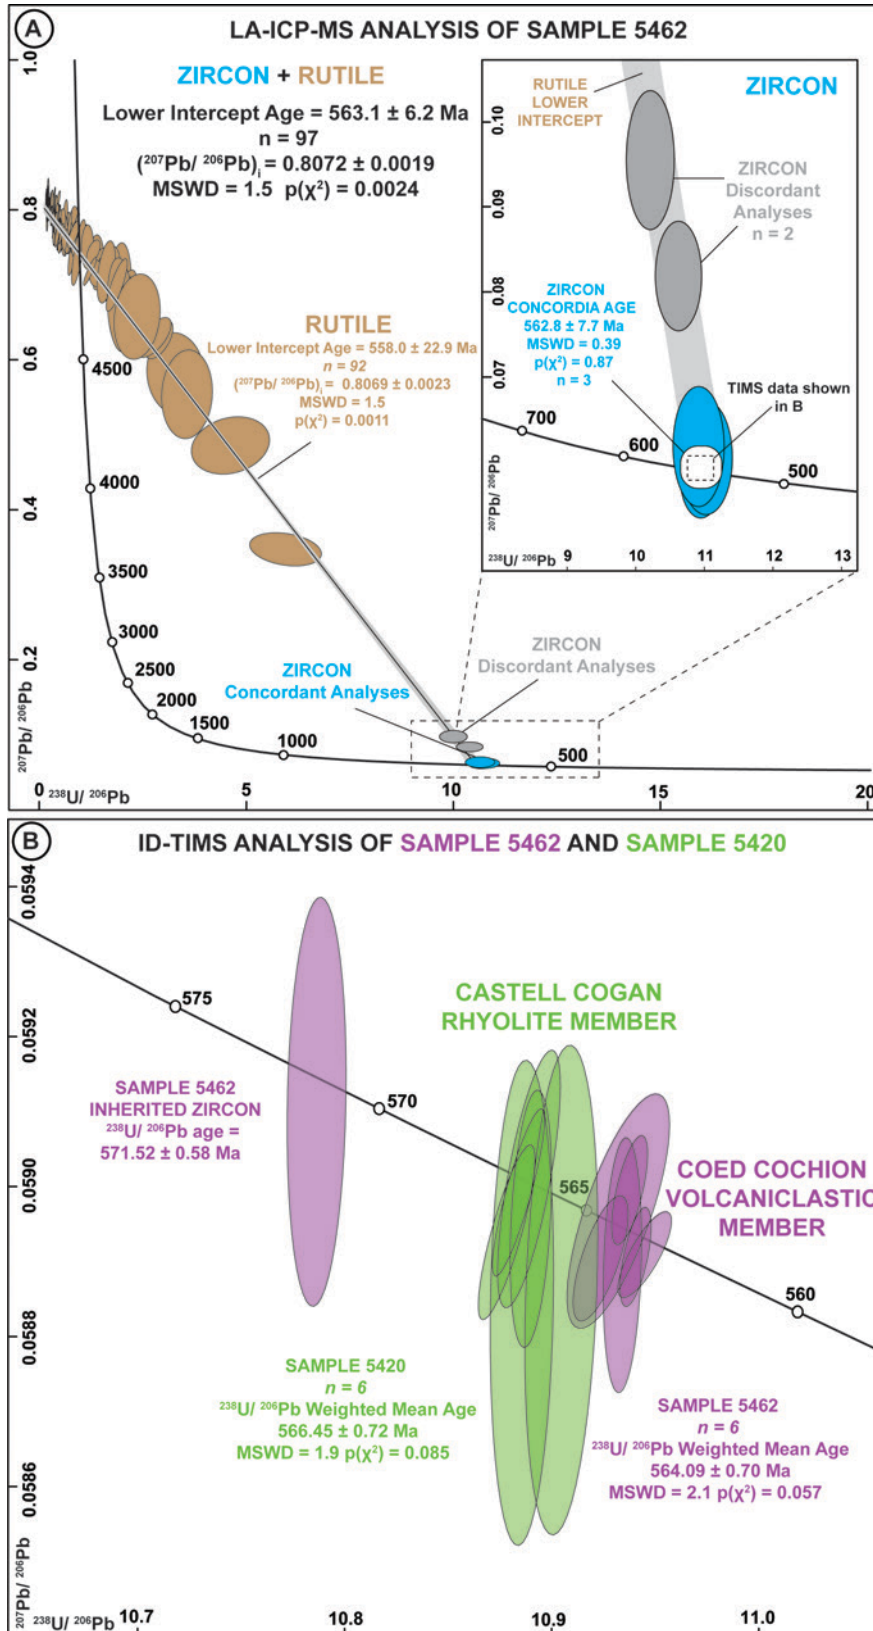 A
LA-ICP-MS ANALYSIS OF SAMPLE 5462
ZIRCON + RUTILE
Lower Intercept Age = 563.1 ± 6.2 Ma
n = 97
(²⁰⁷Pb/ ²⁰⁶Pb)ᵢ = 0.8072 ± 0.0019
MSWD = 1.5 p(χ²) = 0.0024
RUTILE
Lower Intercept Age = 558.0 ± 22.9 Ma
n = 92
(²⁰⁷Pb/ ²⁰⁶Pb)ᵢ = 0.8069 ± 0.0023
MSWD = 1.5
p(χ²) = 0.0011
1.0
0.8
0.6
0.4
0.2
²⁰⁷Pb/ ²⁰⁶Pb
4500
4000
3500
3000
2500
2000
1500
1000
500
ZIRCON
Concordant Analyses
ZIRCON
Discordant Analyses
0
²³⁸U/ ²⁰⁶Pb
5
10
15
20
RUTILE
LOWER
INTERCEPT
ZIRCON
ZIRCON
Discordant
Analyses
n = 2
ZIRCON
CONCORDIA AGE
562.8 ± 7.7 Ma
MSWD = 0.39
p(χ²) = 0.87
n = 3
TIMS data shown
in B
0.10
0.09
0.08
0.07
²⁰⁷Pb/ ²⁰⁶Pb
700
600
500
²³⁸U/ ²⁰⁶Pb
9
10
11
12
13
B
ID-TIMS ANALYSIS OF SAMPLE 5462 AND SAMPLE 5420
0.0594
0.0592
0.0590
0.0588
0.0586
²⁰⁷Pb/ ²⁰⁶Pb
575
570
565
560
CASTELL COGAN
RHYOLITE MEMBER
SAMPLE 5462
INHERITED ZIRCON
²³⁸U/ ²⁰⁶Pb age =
571.52 ± 0.58 Ma
COED COCHION
VOLCANICLASTIC
MEMBER
SAMPLE 5420
n = 6
²³⁸U/ ²⁰⁶Pb Weighted Mean Age
566.45 ± 0.72 Ma
MSWD = 1.9 p(χ²) = 0.085
SAMPLE 5462
n = 6
²³⁸U/ ²⁰⁶Pb Weighted Mean Age
564.09 ± 0.70 Ma
MSWD = 2.1 p(χ²) = 0.057
²³⁸U/ ²⁰⁶Pb
10.7
10.8
10.9
11.0